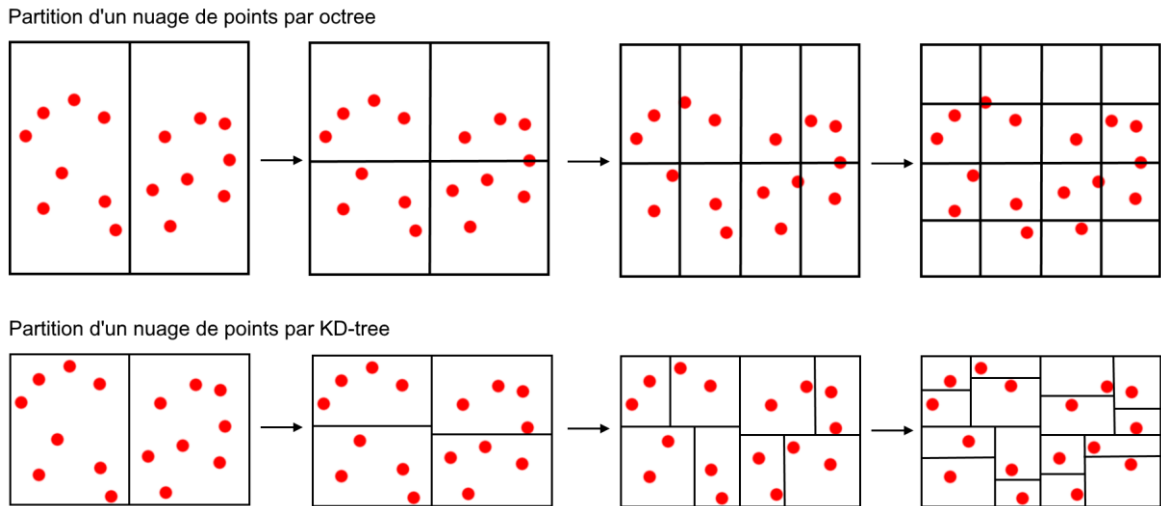 Partition d'un nuage de points par octree
Partition d'un nuage de points par KD-tree